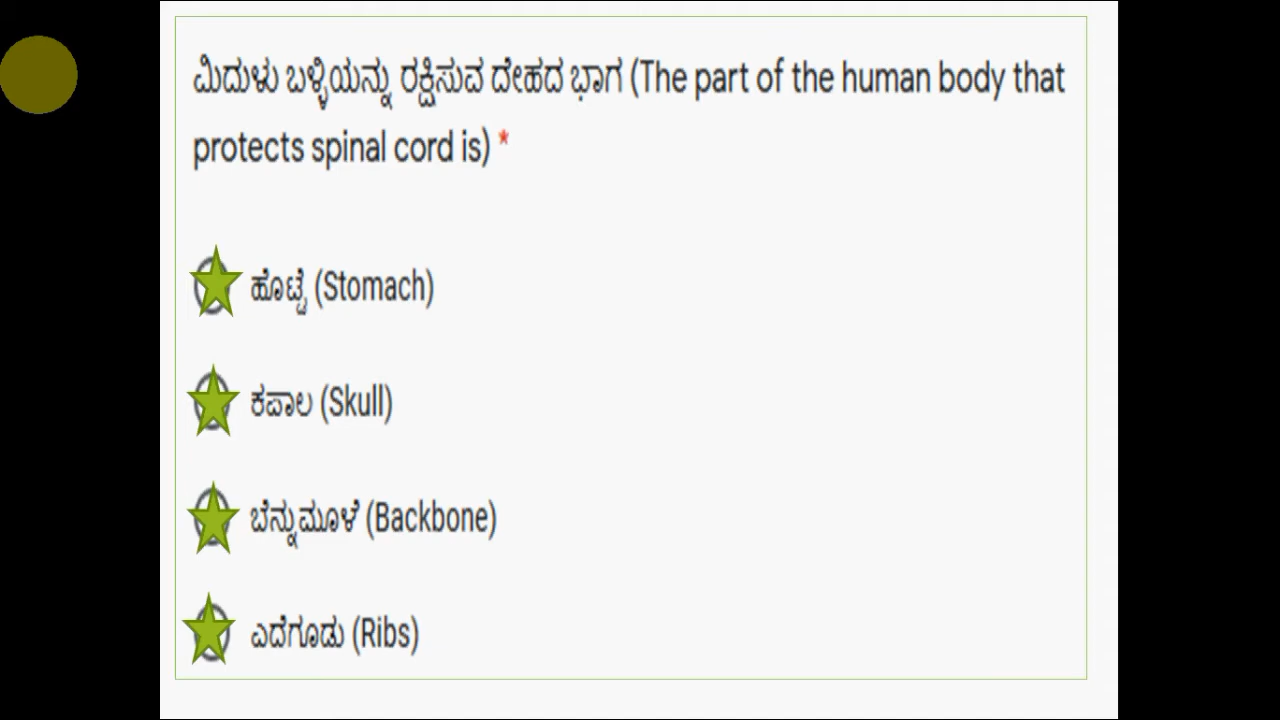 ಮಿದುಳು ಬಳ್ಳಿಯನ್ನು ರಕ್ಷಿಸುವ ದೇಹದ ಭಾಗ (The part of the human body that
protects spinal cord is) *
ಹೊಟ್ಟೆ (Stomach)
ಕಪಾಲ (Skull)
ಬೆನ್ನುಮೂಳೆ (Backbone)
ಎದೆಗೂಡು (Ribs)